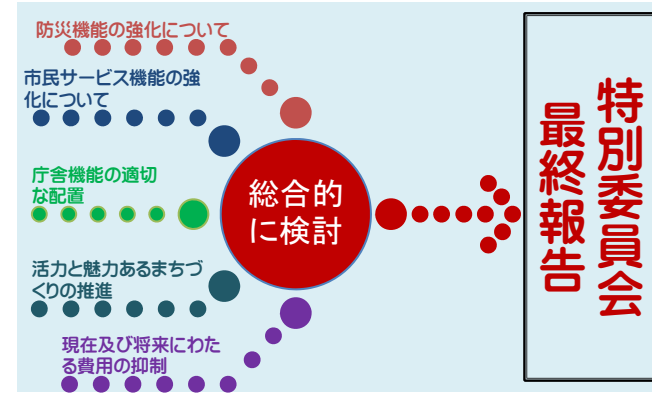 防災機能の強化について
市民サービス機能の強
化について
庁舎機能の適切
な配置
活力と魅力あるまちづ
くりの推進
現在及び将来にわた
る費用の抑制
総合的
に検討
特別委員会
最終報告